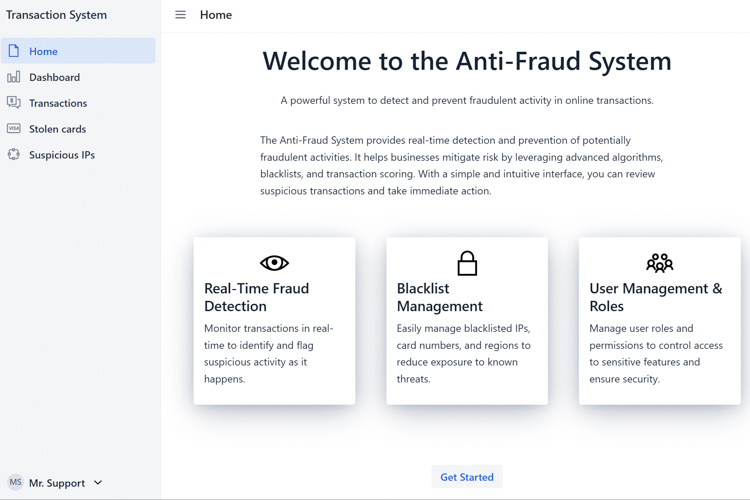 Transaction System
Home
Dashboard
Transactions
Stolen cards
Suspicious IPs
MS
Mr. Support
Home
Welcome to the Anti-Fraud System
A powerful system to detect and prevent fraudulent activity in online transactions.
The Anti-Fraud System provides real-time detection and prevention of potentially
fraudulent activities. It helps businesses mitigate risk by leveraging advanced algorithms,
blacklists, and transaction scoring. With a simple and intuitive interface, you can review
suspicious transactions and take immediate action.
Real-Time Fraud
Detection
Monitor transactions in real-
time to identify and flag
suspicious activity as it
happens.
Blacklist
Management
Easily manage blacklisted IPs,
card numbers, and regions to
reduce exposure to known
threats.
User Management &
Roles
Manage user roles and
permissions to control access
to sensitive features and
ensure security.
Get Started